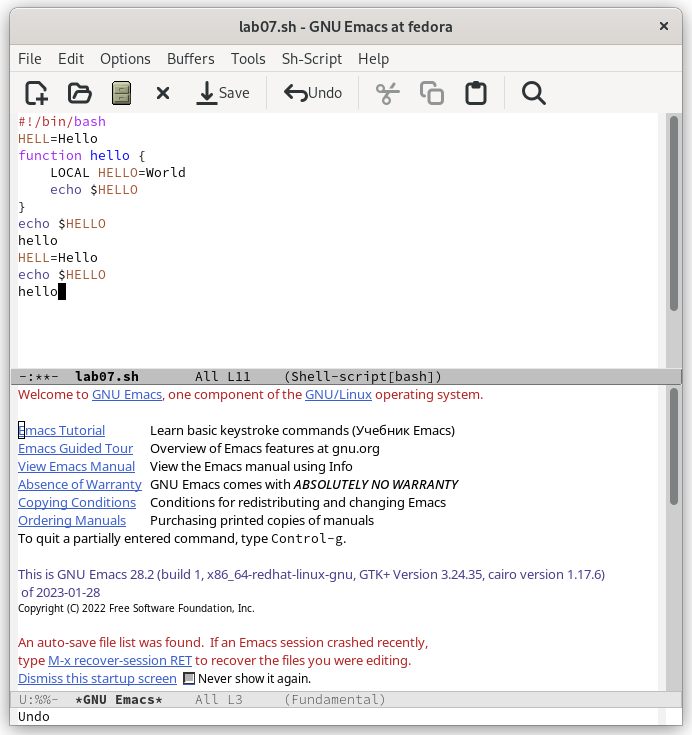 lab07.sh - GNU Emacs at fedora
File Edit Options Buffers Tools Sh-Script Help
Save Undo
#!/bin/bash
HELL=Hello
function hello {
    LOCAL HELLO=World
    echo $HELLO
}
echo $HELLO
hello
HELL=Hello
echo $HELLO
hello
-:**-  lab07.sh       All L11    (Shell-script[bash])
Welcome to GNU Emacs, one component of the GNU/Linux operating system.
Emacs Tutorial Learn basic keystroke commands (Учебник Emacs)
Emacs Guided Tour Overview of Emacs features at gnu.org
View Emacs Manual View the Emacs manual using Info
Absence of Warranty GNU Emacs comes with ABSOLUTELY NO WARRANTY
Copying Conditions Conditions for redistributing and changing Emacs
Ordering Manuals Purchasing printed copies of manuals
To quit a partially entered command, type Control-g.
This is GNU Emacs 28.2 (build 1, x86_64-redhat-linux-gnu, GTK+ Version 3.24.35, cairo version 1.17.6)
of 2023-01-28
Copyright (C) 2022 Free Software Foundation, Inc.
An auto-save file list was found.  If an Emacs session crashed recently,
type M-x recover-session RET to recover the files you were editing.
Dismiss this startup screen Never show it again.
U:%%-  *GNU Emacs*    All L3     (Fundamental)
Undo